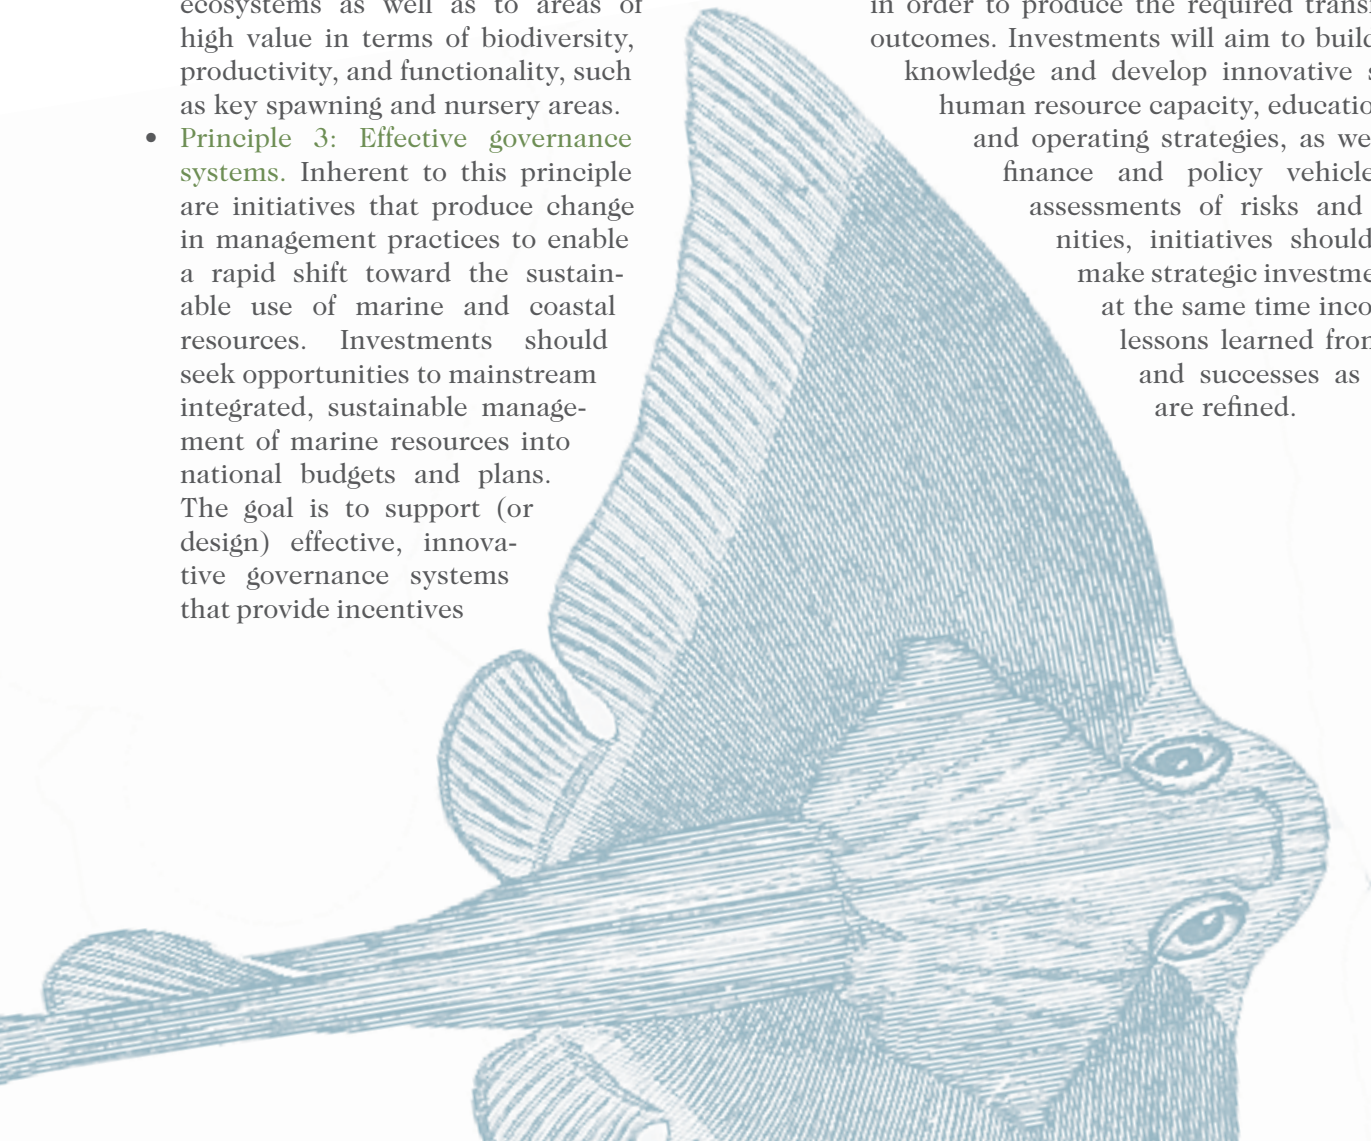 ecosystems as well as to areas of
high value in terms of biodiversity,
productivity, and functionality, such
as key spawning and nursery areas.
• Principle 3: Effective governance
systems. Inherent to this principle
are initiatives that produce change
in management practices to enable
a rapid shift toward the sustain-
able use of marine and coastal
resources. Investments should
seek opportunities to mainstream
integrated, sustainable manage-
ment of marine resources into
national budgets and plans.
The goal is to support (or
design) effective, innova-
tive governance systems
that provide incentives
in order to produce the required
outcomes. Investments will aim to build
knowledge and develop innovative
human resource capacity,
and operating strategies, as
finance and policy
assessments of risks and
nities, initiatives should
make strategic
at the same time
lessons learned from
and successes as
are refined.